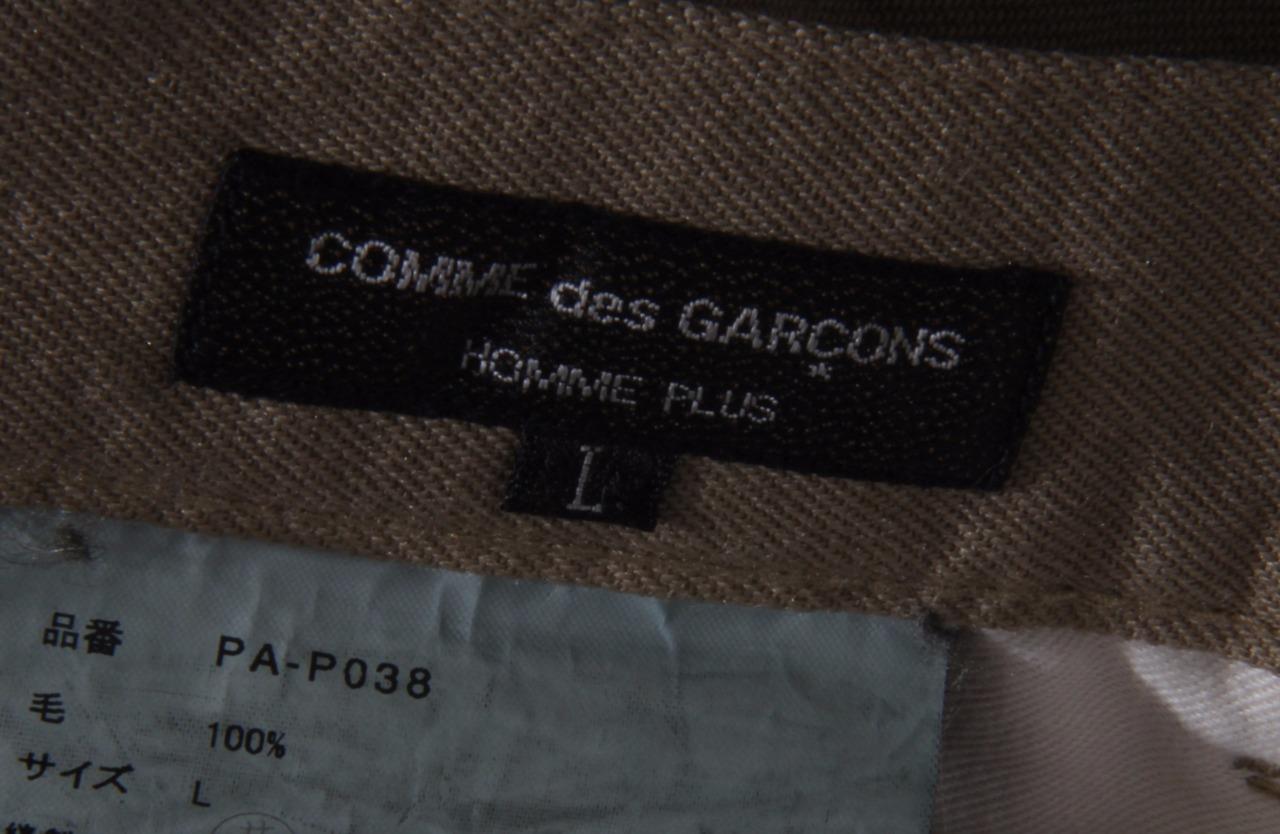 COMME des GARÇONS
HOMME PLUS
L
品番 PA-P038
毛 100%
サイズ L